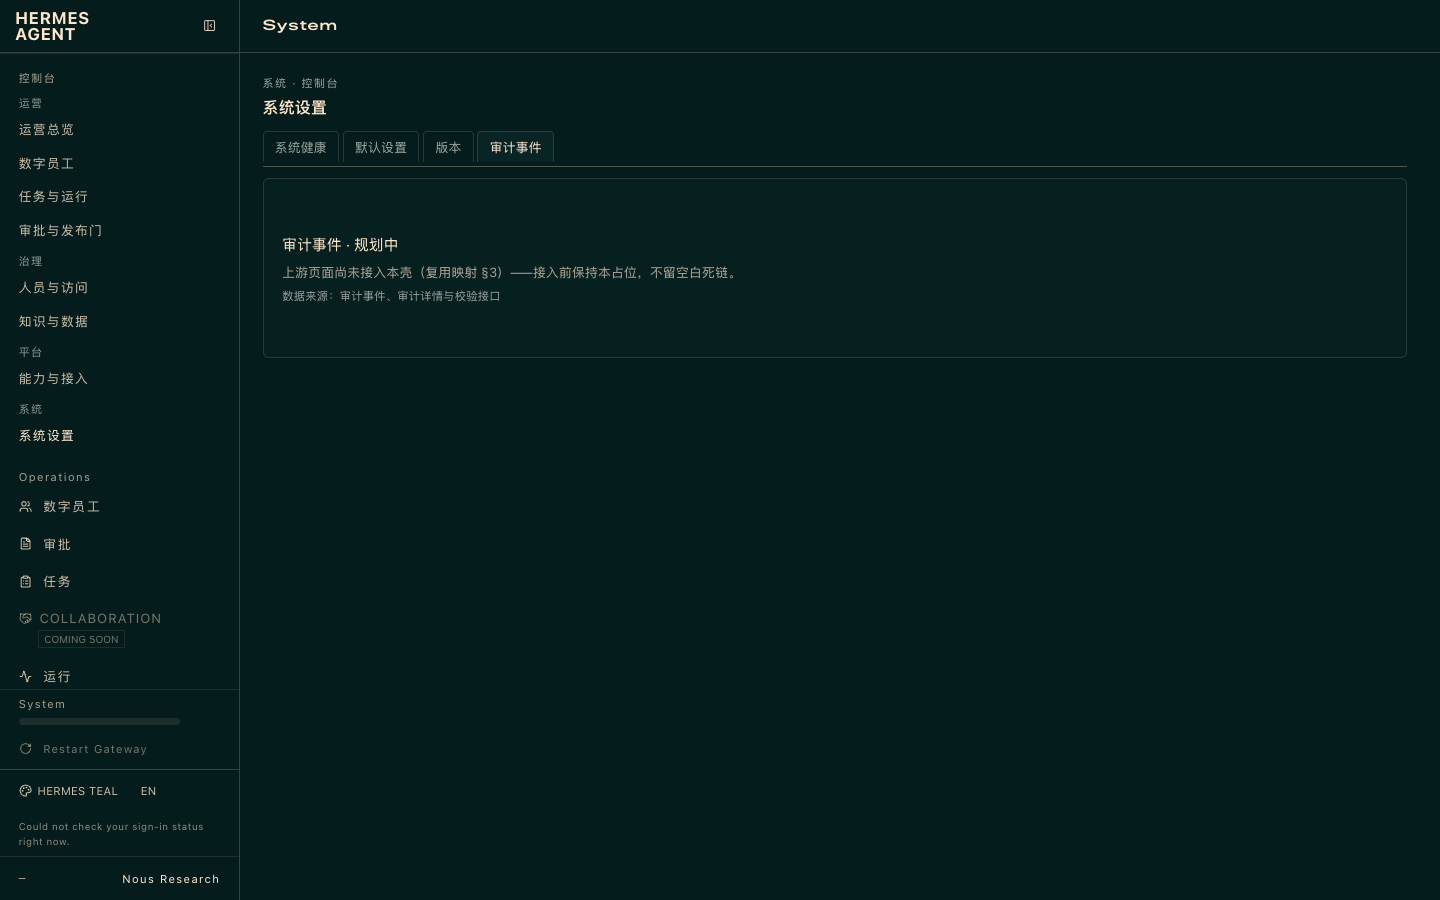 HERMES
AGENT
控制台
运营
运营总览
数字员工
任务与运行
审批与发布门
治理
人员与访问
知识与数据
平台
能力与接入
系统
系统设置
Operations
数字员工
审批
任务
COLLABORATION
COMING SOON
运行
System
Restart Gateway
HERMES TEAL EN
Could not check your sign-in status
right now.
— Nous Research
System
系统 · 控制台
系统设置
系统健康 默认设置 版本 审计事件
审计事件 · 规划中
上游页面尚未接入本壳（复用映射 §3）——接入前保持本占位，不留空白死链。
数据来源：审计事件、审计详情与校验接口